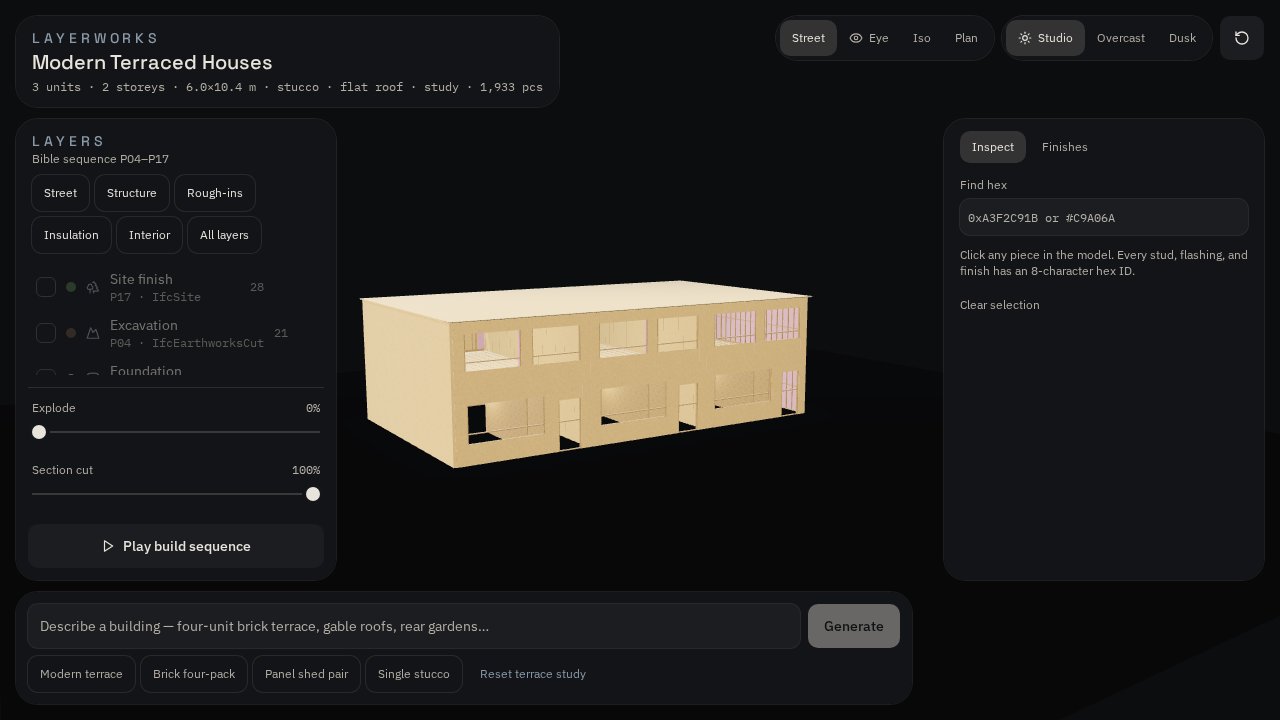 LAYERWORKS
Modern Terraced Houses
3 units · 2 storeys · 6.0×10.4 m · stucco · flat roof · study · 1,933 pcs
Street
Eye
Iso
Plan
Studio
Overcast
Dusk
LAYERS
Bible sequence P04–P17
Street
Structure
Rough-ins
Insulation
Interior
All layers
Site finish
28
P17 · IfcSite
Excavation
21
P04 · IfcEarthworksCut
Foundation
Explode
0%
Section cut
100%
Play build sequence
Inspect
Finishes
Find hex
0xA3F2C91B or #C9A06A
Click any piece in the model. Every stud, flashing, and
finish has an 8-character hex ID.
Clear selection
Describe a building — four-unit brick terrace, gable roofs, rear gardens...
Generate
Modern terrace
Brick four-pack
Panel shed pair
Single stucco
Reset terrace study